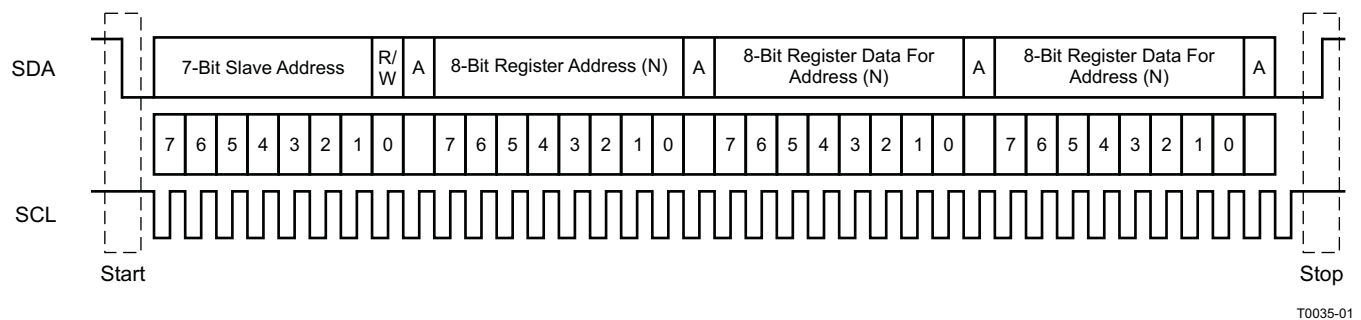 SDA
7-Bit Slave Address
R/
W
A
8-Bit Register Address (N)
A
8-Bit Register Data For
Address (N)
A
8-Bit Register Data For
Address (N)
A
7 6 5 4 3 2 1 0 7 6 5 4 3 2 1 0 7 6 5 4 3 2 1 0 7 6 5 4 3 2 1 0
SCL
Start
Stop
T0035-01